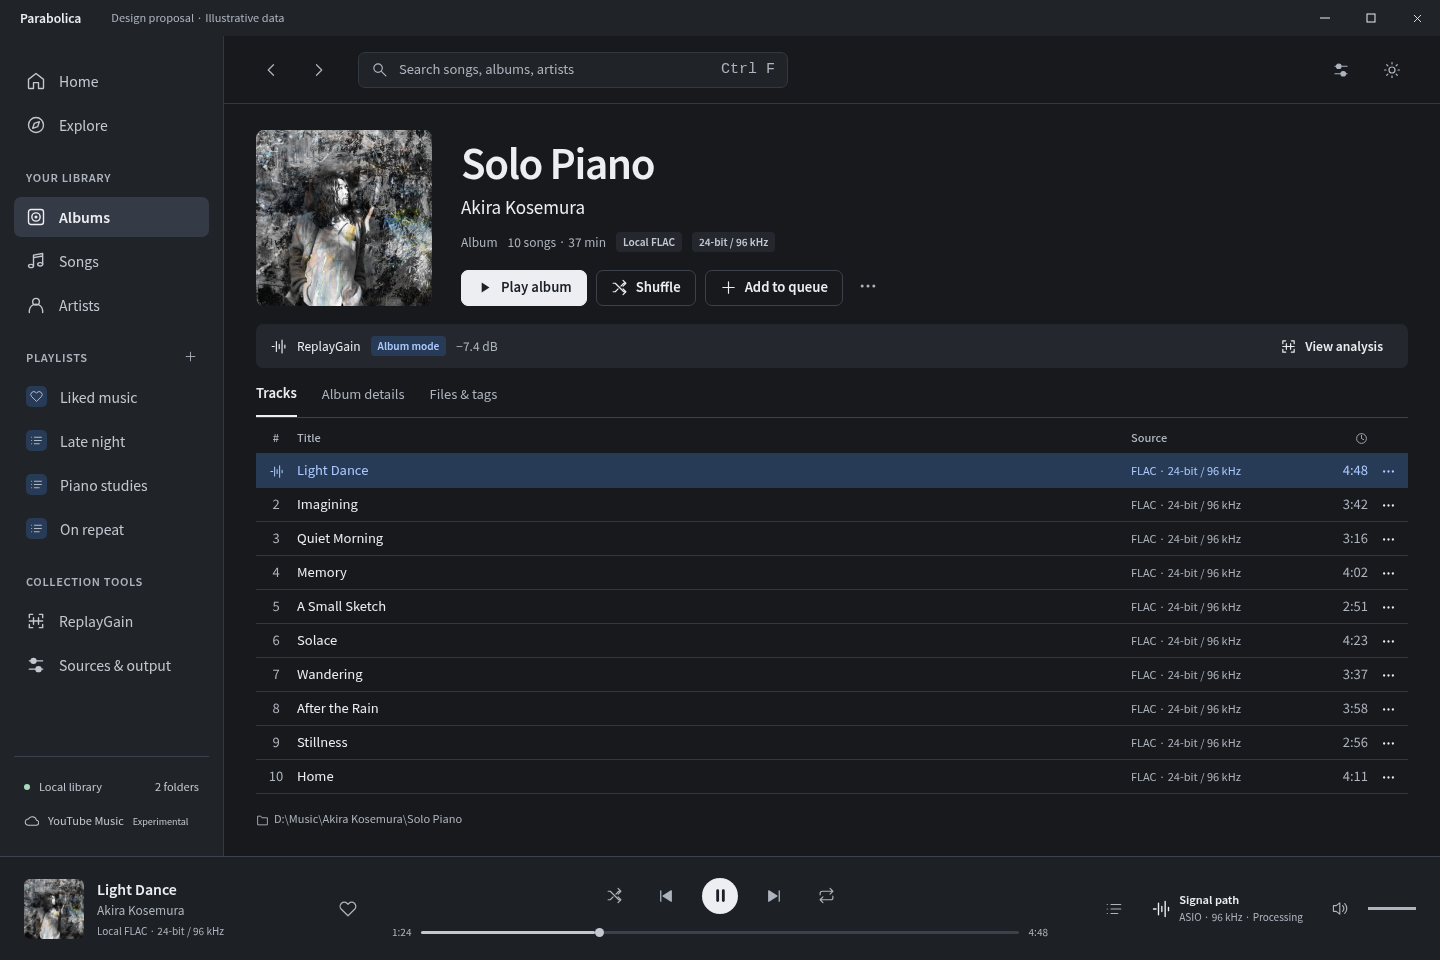 Parabolica
Design proposal · Illustrative data
Home
Explore
YOUR LIBRARY
Albums
Songs
Artists
PLAYLISTS
Liked music
Late night
Piano studies
On repeat
COLLECTION TOOLS
ReplayGain
Sources & output
Local library 2 folders
YouTube Music Experimental
Search songs, albums, artists Ctrl F
Solo Piano
Akira Kosemura
Album 10 songs · 37 min Local FLAC 24-bit / 96 kHz
Play album Shuffle Add to queue
ReplayGain Album mode −7.4 dB View analysis
Tracks Album details Files & tags
# Title Source
Light Dance FLAC · 24-bit / 96 kHz 4:48
2 Imagining FLAC · 24-bit / 96 kHz 3:42
3 Quiet Morning FLAC · 24-bit / 96 kHz 3:16
4 Memory FLAC · 24-bit / 96 kHz 4:02
5 A Small Sketch FLAC · 24-bit / 96 kHz 2:51
6 Solace FLAC · 24-bit / 96 kHz 4:23
7 Wandering FLAC · 24-bit / 96 kHz 3:37
8 After the Rain FLAC · 24-bit / 96 kHz 3:58
9 Stillness FLAC · 24-bit / 96 kHz 2:56
10 Home FLAC · 24-bit / 96 kHz 4:11
D:\Music\Akira Kosemura\Solo Piano
Light Dance
Akira Kosemura
Local FLAC · 24-bit / 96 kHz
1:24 4:48
Signal path
ASIO · 96 kHz · Processing